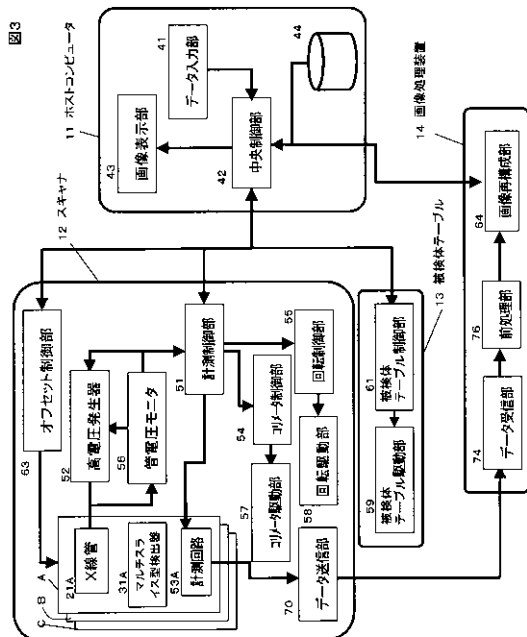 図3
11 ホストコンピュータ
41
データ入力部
44
43
画像表示部
42
中央制御部
12 スキャナ
63
オフセット制御部
52
高電圧発生器
56
管電圧モニタ
51
計測制御部
A
B
C
21A
X線管
31A
マルチスラ
イス型検出器
53A
計測回路
54
コリメータ制御部
55
回転制御部
57
コリメータ駆動部
58
回転駆動部
70
データ送信部
13 被検体テーブル
61
被検体
テーブル制御部
59
被検体
テーブル駆動部
14 画像処理装置
64
画像再構成部
76
前処理部
74
データ受信部